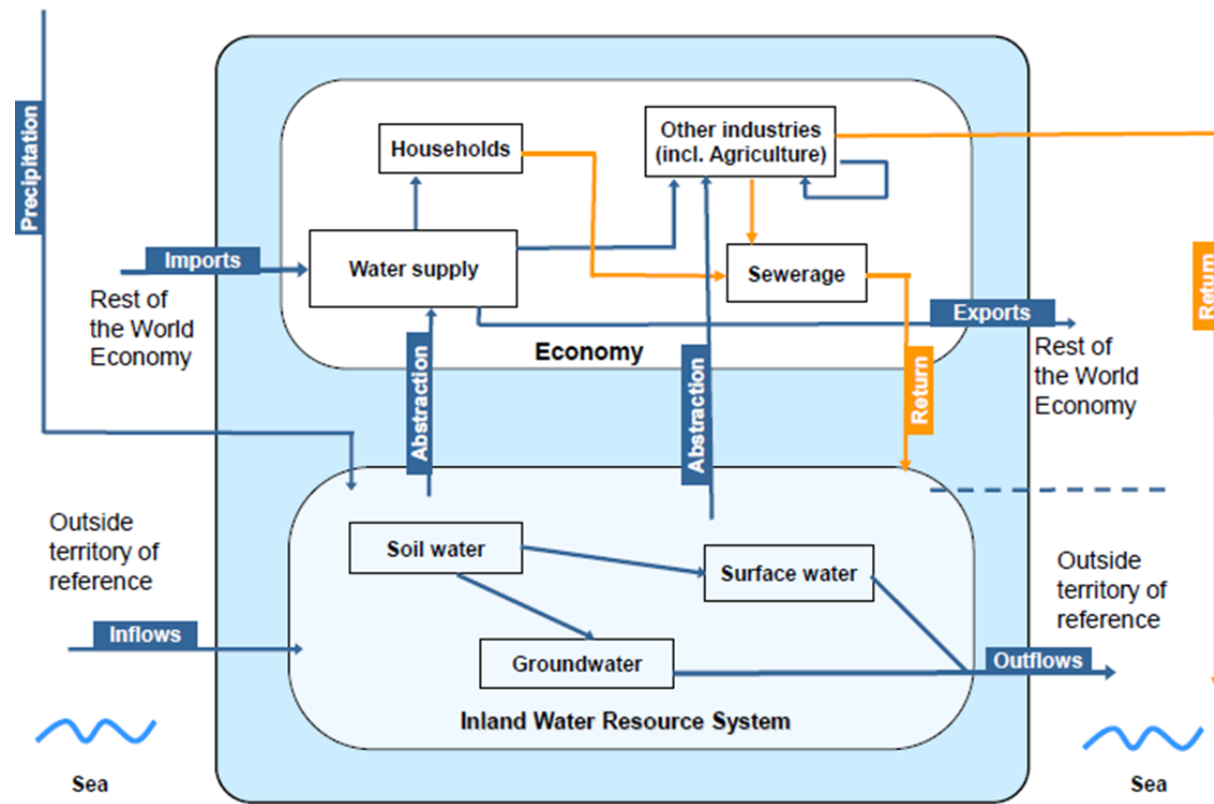 Precipitation
Households
Other industries
(incl. Agriculture)
Imports
Water supply
Sewerage
Return
Rest of
the World
Economy
Exports
Economy
Rest of
the World
Economy
Abstraction
Abstraction
Return
Outside
territory of
reference
Soil water
Surface water
Outside
territory of
reference
Inflows
Groundwater
Outflows
Inland Water Resource System
Sea
Sea